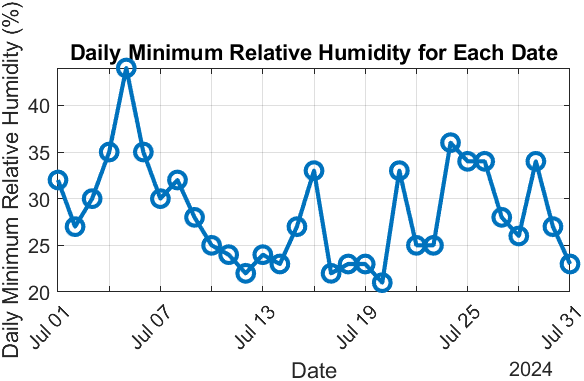 Daily Minimum Relative Humidity for Each Date
Daily Minimum Relative Humidity (%)
40
35
30
25
20
Jul 01
Jul 07
Jul 13
Jul 19
Jul 25
Jul 31
Date
2024